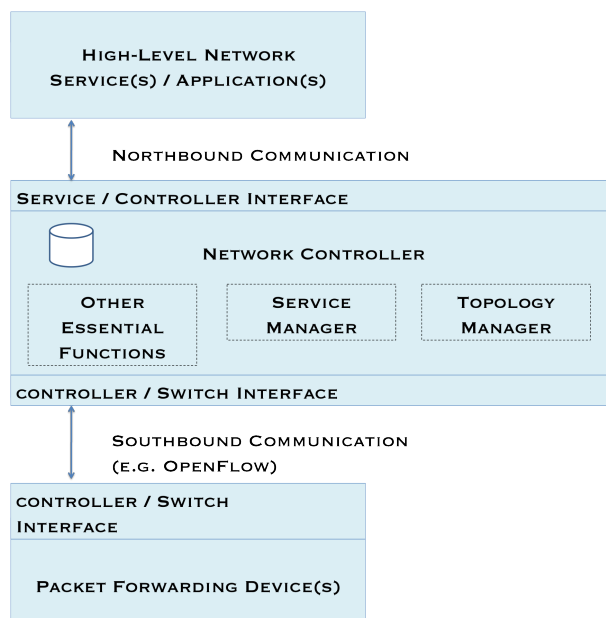 High-Level Network
Service(s) / Application(s)
Northbound Communication
Service / Controller Interface
Network Controller
Other
Essential
Functions
Service
Manager
Topology
Manager
controller / Switch Interface
Southbound Communication
(e.g. OpenFlow)
controller / Switch
Interface
Packet Forwarding Device(s)